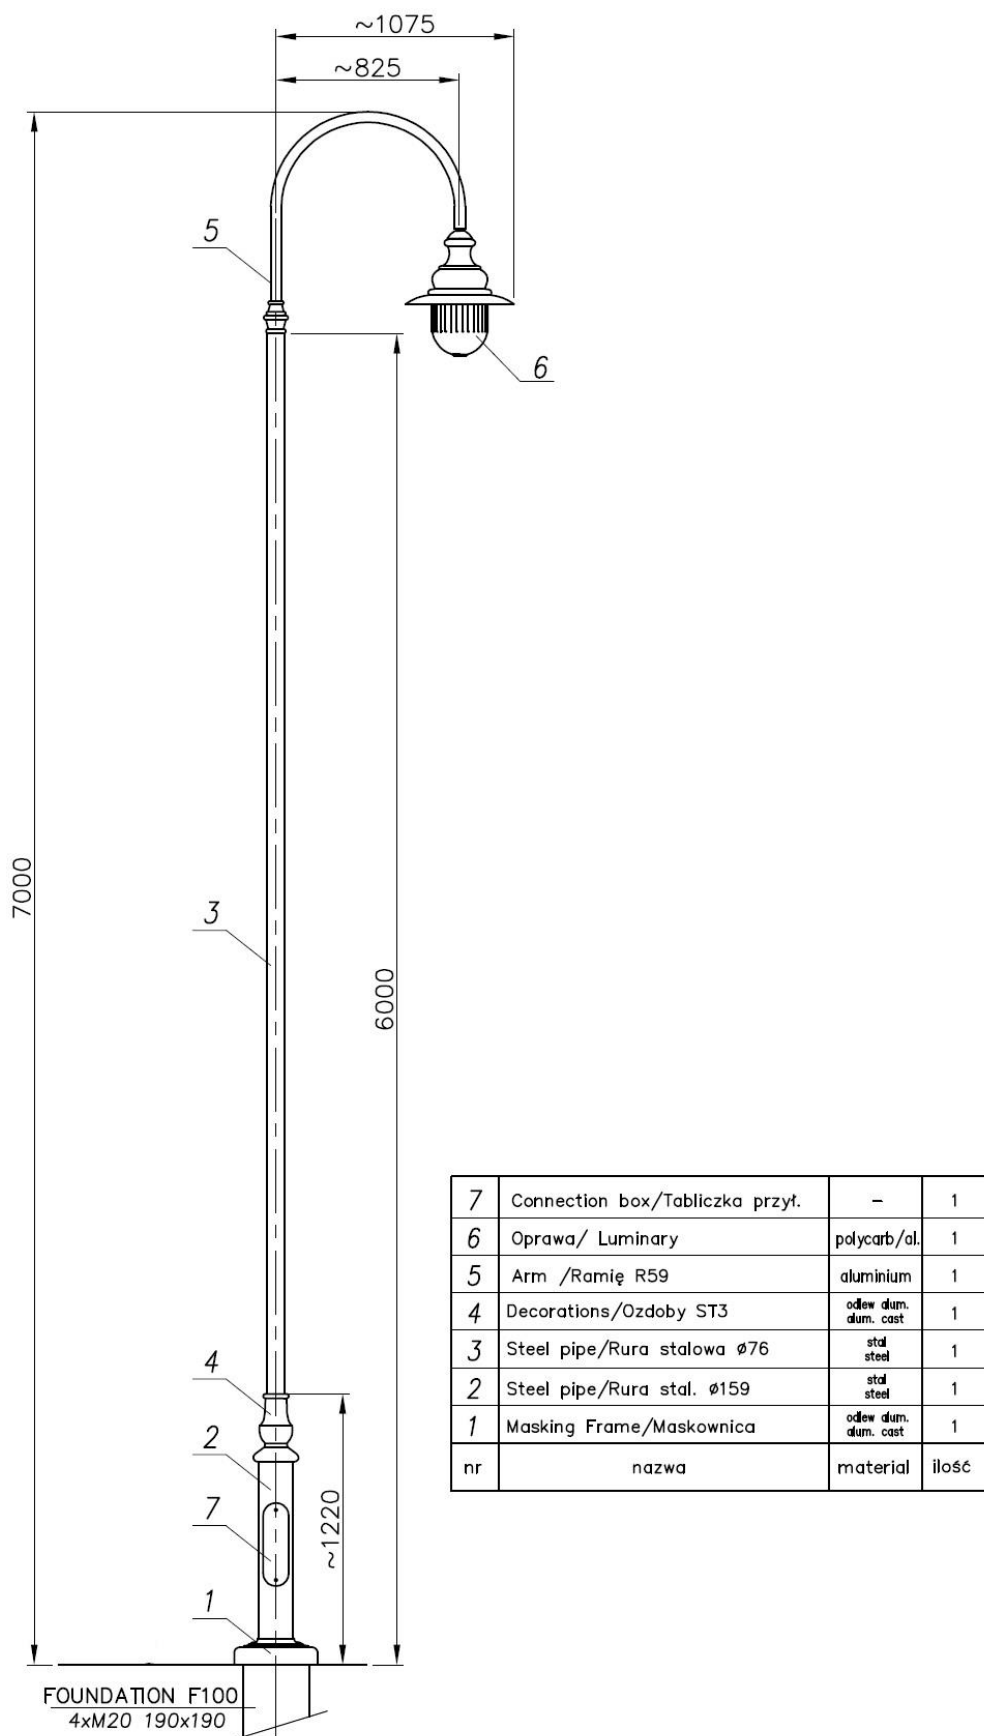 ~1075
~825
5
6
7000
3
6000
4
2
7
~1220
1
FOUNDATION F100
4xM20 190x190
7 Connection box/Tabliczka przył. – 1
6 Oprawa/ Luminary polycarb/al. 1
5 Arm /Ramię R59 aluminium 1
4 Decorations/Ozdoby ST3 odlew alum. 1
alum. cast
3 Steel pipe/Rura stalowa ø76 stal 1
steel
2 Steel pipe/Rura stal. ø159 stal 1
steel
1 Masking Frame/Maskownica odlew alum. 1
alum. cast
nr nazwa material ilość